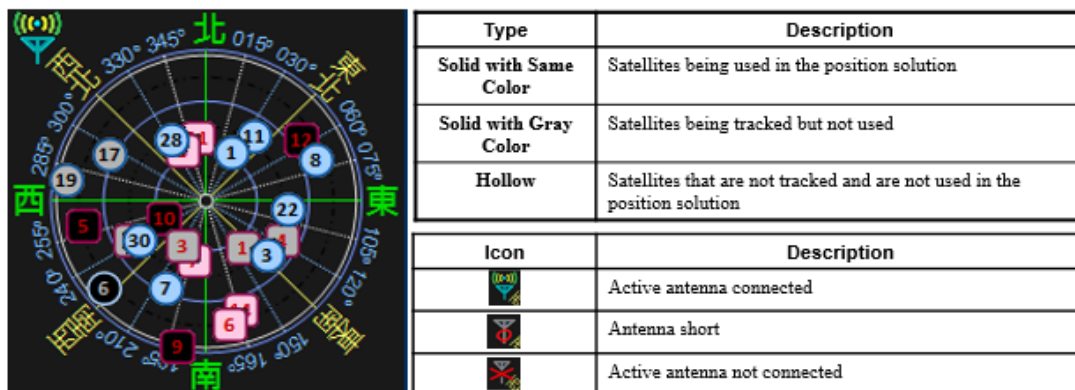 北
345° 015°
330° 030°
西北 東北
300° 060°
285° 075°
28 1 11 12
17 8
19
西 東
22
5 10
255° 105°
30 3 1 4
3
240° 120°
6 7
14
6
西南 東南
210° 150°
9
195° 165°
南
Type Description
Solid with Same Color Satellites being used in the position solution
Solid with Gray Color Satellites being tracked but not used
Hollow Satellites that are not tracked and are not used in the
position solution
Icon Description
Active antenna connected
Antenna short
Active antenna not connected